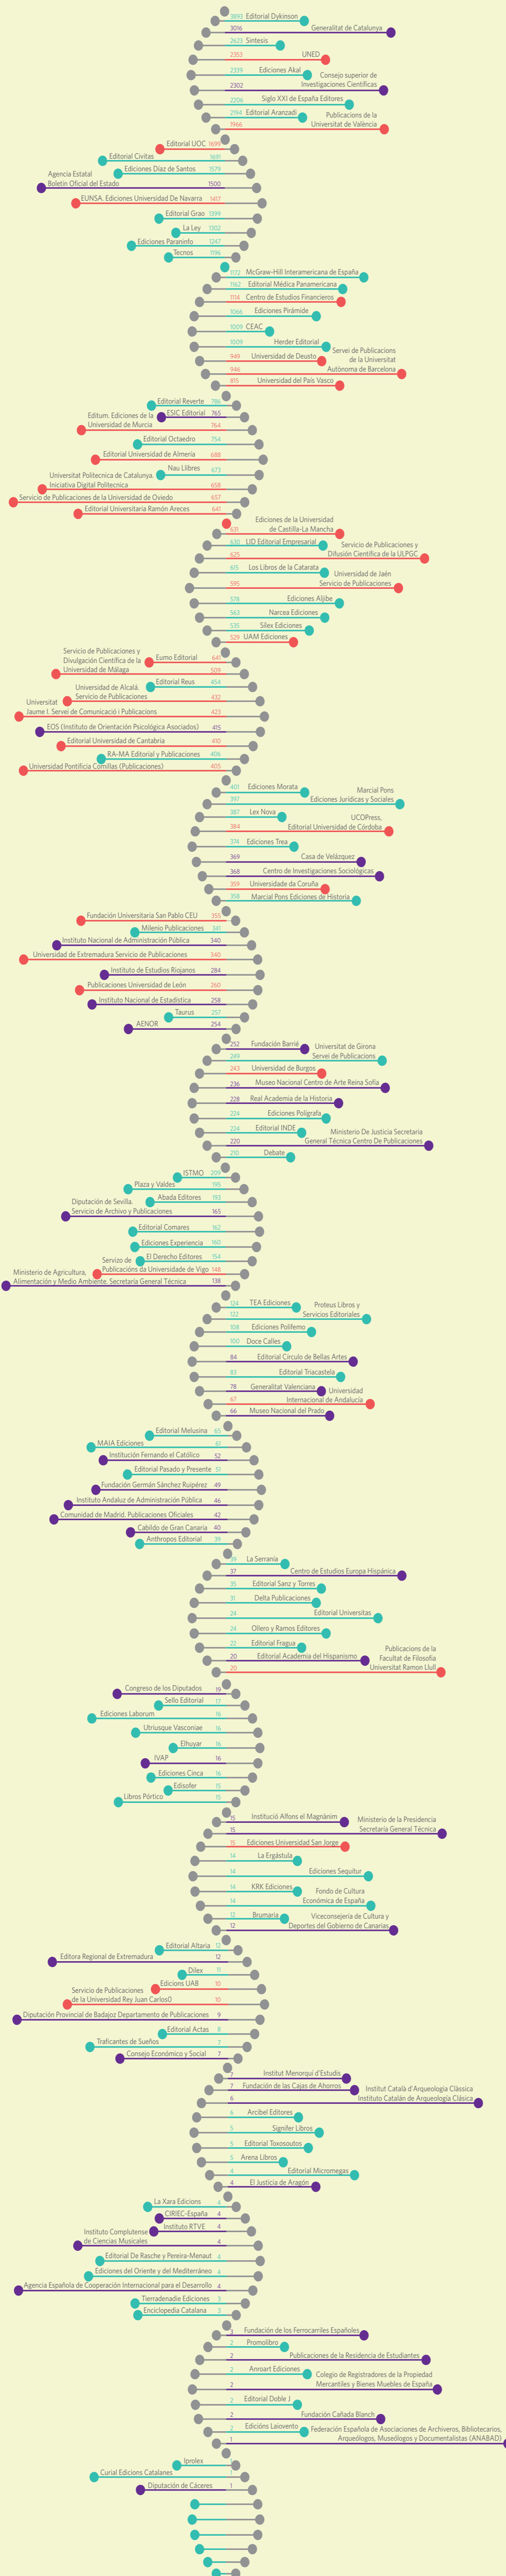 3893 Editorial Dykinson
3016 Generalitat de Catalunya
2623 Síntesis
2353 UNED
2339 Ediciones Akal
Consejo superior de
2302 Investigaciones Científicas
2206 Siglo XXI de España Editores
2194 Editorial Aranzadi
Publicacions de la
1966 Universitat de València
Editorial UOC 1699
Editorial Civitas 1691
Ediciones Díaz de Santos 1579
Agencia Estatal
Boletín Oficial del Estado 1500
EUNSA. Ediciones Universidad De Navarra 1417
Editorial Grao 1399
La Ley 1302
Ediciones Paraninfo 1247
Tecnos 1196
1172 McGraw-Hill Interamericana de España
1162 Editorial Médica Panamericana
1114 Centro de Estudios Financieros
1066 Ediciones Pirámide
1009 CEAC
1009 Herder Editorial
949 Universidad de Deusto
Servei de Publicacions
de la Universitat
946 Autònoma de Barcelona
815 Universidad del País Vasco
Editorial Reverte 786
ESIC Editorial 765
Editum. Ediciones de la
Universidad de Murcia 764
Editorial Octaedro 754
Editorial Universidad de Almería 688
Nau Llibres 673
Universitat Politecnica de Catalunya.
Iniciativa Digital Politecnica 658
Servicio de Publicaciones de la Universidad de Oviedo 657
Editorial Universitaria Ramón Areces 641
Ediciones de la Universidad
631 de Castilla-La Mancha
630 LID Editorial Empresarial
Servicio de Publicaciones y
625 Difusión Científica de la ULPGC
615 Los Libros de la Catarata
Universidad de Jaén
595 Servicio de Publicaciones
578 Ediciones Aljibe
563 Narcea Ediciones
535 Sílex Ediciones
529 UAM Ediciones
Eumo Editorial 641
Servicio de Publicaciones y
Divulgación Científica de la
Universidad de Málaga 509
Editorial Reus 454
Universidad de Alcalá.
Servicio de Publicaciones 432
Universitat
Jaume I. Servei de Comunicació i Publicacions 423
EOS (Instituto de Orientación Psicológica Asociados) 415
Editorial Universidad de Cantabria 410
RA-MA Editorial y Publicaciones 406
Universidad Pontificia Comillas (Publicaciones) 405
401 Ediciones Morata
Marcial Pons
397 Ediciones Jurídicas y Sociales
387 Lex Nova
UCOPress,
384 Editorial Universidad de Córdoba
374 Ediciones Trea
369 Casa de Velázquez
368 Centro de Investigaciones Sociológicas
359 Universidade da Coruña
358 Marcial Pons Ediciones de Historia
Fundación Universitaria San Pablo CEU 355
Milenio Publicaciones 341
Instituto Nacional de Administración Pública 340
Universidad de Extremadura Servicio de Publicaciones 340
Instituto de Estudios Riojanos 284
Publicaciones Universidad de León 260
Instituto Nacional de Estadística 258
Taurus 257
AENOR 254
252 Fundación Barrié
Universitat de Girona
249 Servei de Publicacions
243 Universidad de Burgos
236 Museo Nacional Centro de Arte Reina Sofía
228 Real Academia de la Historia
224 Ediciones Polígrafa
224 Editorial INDE
Ministerio De Justicia Secretaria
220 General Técnica Centro De Publicaciones
210 Debate
ISTMO 209
Plaza y Valdes 195
Abada Editores 193
Diputación de Sevilla.
Servicio de Archivo y Publicaciones 165
Editorial Comares 162
Ediciones Experiencia 160
El Derecho Editores 154
Servizo de
Publicacións da Universidade de Vigo 148
Ministerio de Agricultura,
Alimentación y Medio Ambiente. Secretaria General Técnica 138
124 TEA Ediciones
Proteus Libros y
122 Servicios Editoriales
108 Ediciones Polifemo
100 Doce Calles
84 Editorial Círculo de Bellas Artes
83 Editorial Triacastela
78 Generalitat Valenciana
Universidad
67 Internacional de Andalucía
66 Museo Nacional del Prado
Editorial Melusina 65
MAIA Ediciones 61
Institución Fernando el Católico 52
Editorial Pasado y Presente 51
Fundación Germán Sánchez Ruipérez 49
Instituto Andaluz de Administración Pública 46
Comunidad de Madrid. Publicaciones Oficiales 42
Cabildo de Gran Canaria 40
Anthropos Editorial 39
39 La Serranía
37 Centro de Estudios Europa Hispánica
35 Editorial Sanz y Torres
31 Delta Publicaciones
24 Editorial Universitas
24 Ollero y Ramos Editores
22 Editorial Fragua
20 Editorial Academia del Hispanismo
Publicacions de la
Facultat de Filosofia
20 Universitat Ramon Llull
Congreso de los Diputados 19
Sello Editorial 17
Ediciones Laborum 16
Utriusque Vasconiae 16
Elhuyar 16
IVAP 16
Ediciones Cinca 16
Edisofer 15
Libros Pórtico 15
15 Institució Alfons el Magnànim
Ministerio de la Presidencia
15 Secretaría General Técnica
15 Ediciones Universidad San Jorge
14 La Ergástula
14 Ediciones Sequitur
14 KRK Ediciones
Fondo de Cultura
14 Económica de España
12 Brumaria
Viceconsejería de Cultura y
12 Deportes del Gobierno de Canarias
Editorial Altaria 12
Editora Regional de Extremadura 12
Dilex 11
Edicions UAB 10
Servicio de Publicaciones
de la Universidad Rey Juan Carlos0 10
Diputación Provincial de Badajoz Departamento de Publicaciones 9
Editorial Actas 8
Traficantes de Sueños 7
Consejo Económico y Social 7
7 Institut Menorquí d'Estudis
7 Fundación de las Cajas de Ahorros
Institut Català d'Arqueologia Clàssica
6 Instituto Catalán de Arqueología Clásica
6 Arcibel Editores
5 Signifer Libros
5 Editorial Toxosoutos
5 Arena Libros
4 Editorial Micromegas
4 El Justicia de Aragón
La Xara Edicions 4
CIRIEC-España 4
Instituto RTVE 4
Instituto Complutense
de Ciencias Musicales 4
Editorial De Rasche y Pereira-Menaut 4
Ediciones del Oriente y del Mediterráneo 4
Agencia Española de Cooperación Internacional para el Desarrollo 4
Tierradenadie Ediciones 3
Enciclopedia Catalana 3
3 Fundación de los Ferrocarriles Españoles
2 Promolibro
2 Publicaciones de la Residencia de Estudiantes
2 Anroart Ediciones
Colegio de Registradores de la Propiedad
2 Mercantiles y Bienes Muebles de España
2 Editorial Doble J
2 Fundación Cañada Blanch
2 Edicións Laiovento
Federación Española de Asociaciones de Archiveros, Bibliotecarios,
1 Arqueólogos, Museólogos y Documentalistas (ANABAD)
Iprolex
Curial Edicions Catalanes 1
Diputación de Cáceres 1